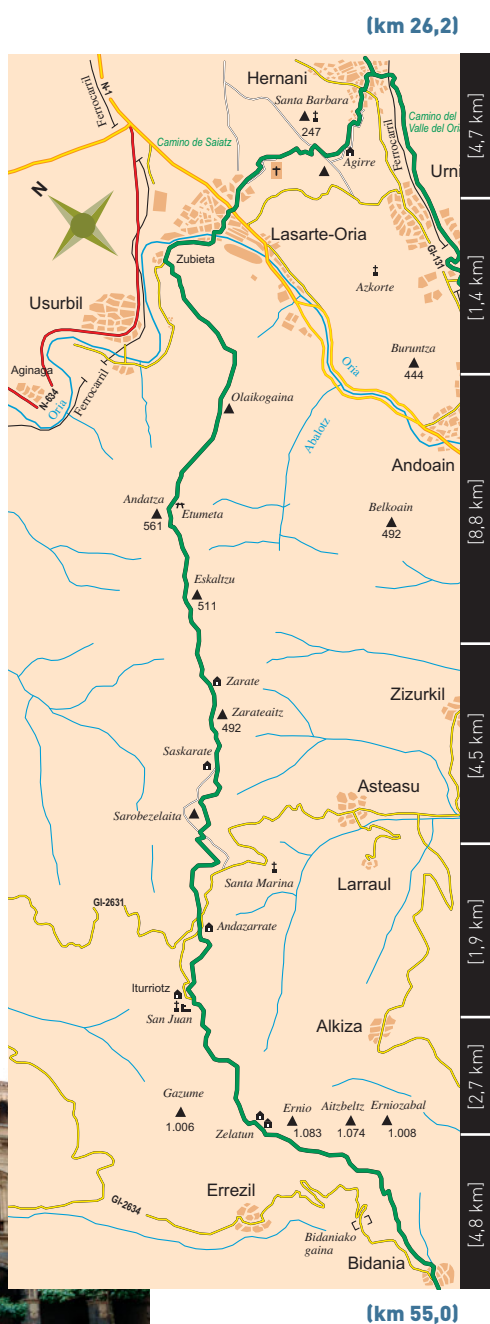 (km 26,2)
N-1
Ferrocarril
Hernani
Santa Barbara
247
Camino de Saiatz
Agirre
Ferrocarril
Camino del
Valle del Ori
Urni
[4,7 km]
N
Lasarte-Oria
Zubieta
GI-131
Azkorte
[1,4 km]
Usurbil
Aginaga
N-634
Oria
Ferrocarril
Oria
Buruntza
444
Olaikogaina
Abalotz
Andoain
Andatza
561
Etumeta
Belkoain
492
[8,8 km]
Eskaltzu
511
Zarate
Zarateaitz
492
Zizurkil
Saskarate
[4,5 km]
Asteasu
Sarobezelaita
Santa Marina
Larraul
GI-2631
Andazarrate
[1,9 km]
Iturriotz
San Juan
Alkiza
[2,7 km]
Gazume
1.006
Zelatun
Ernio
1.083
Aitzbeltz
1.074
Erniozabal
1.008
GI-2634
Errezil
Bidaniako
gaina
Bidania
[4,8 km]
(km 55,0)